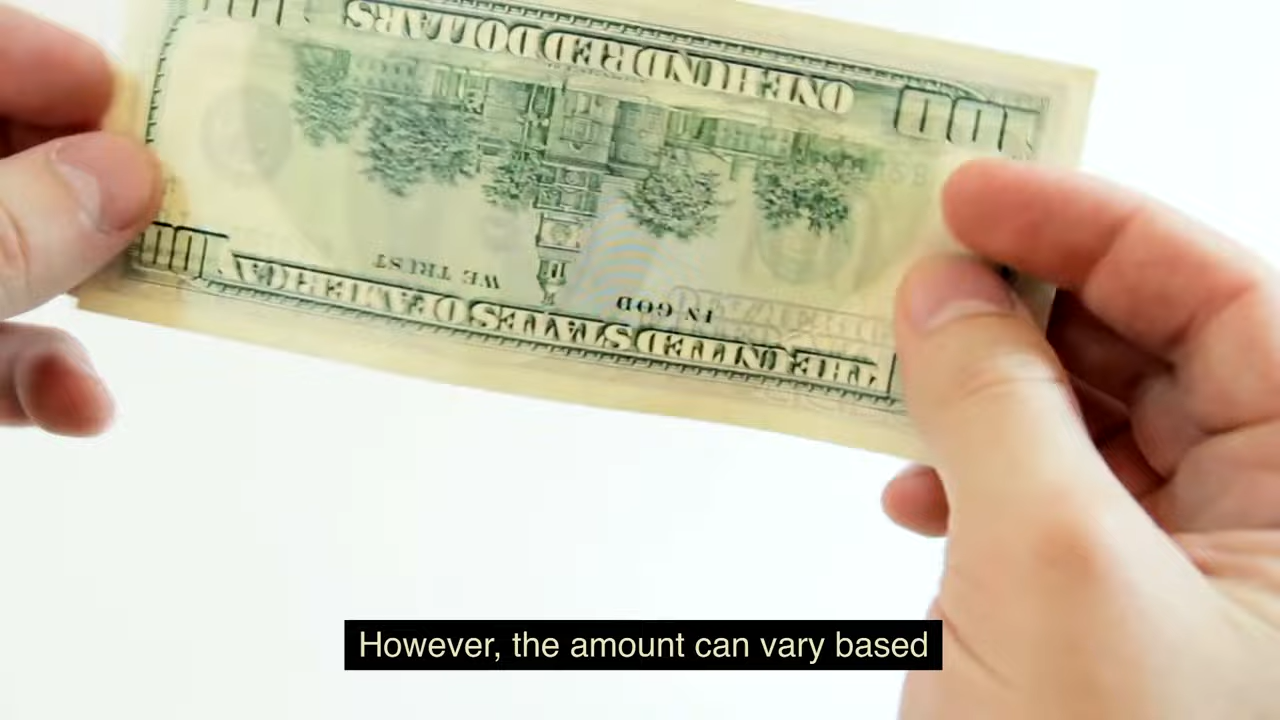 THE UNITED STATES OF AMERICA
100
IN GOD WE TRUST
100
ONE HUNDRED DOLLARS
However, the amount can vary based